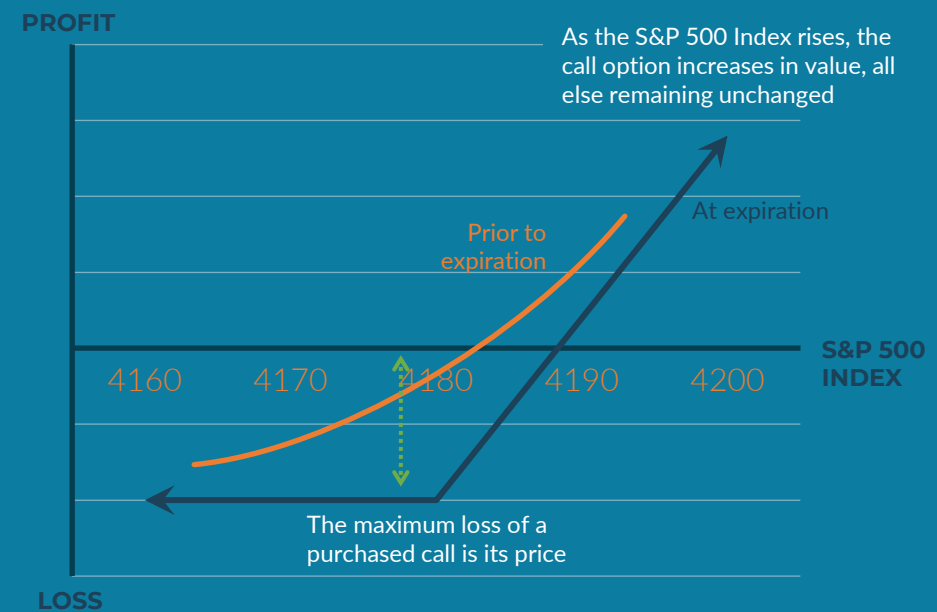 PROFIT
As the S&P 500 Index rises, the
call option increases in value, all
else remaining unchanged
At expiration
Prior to
expiration
S&P 500
INDEX
4160 4170 4180 4190 4200
The maximum loss of a
purchased call is its price
LOSS